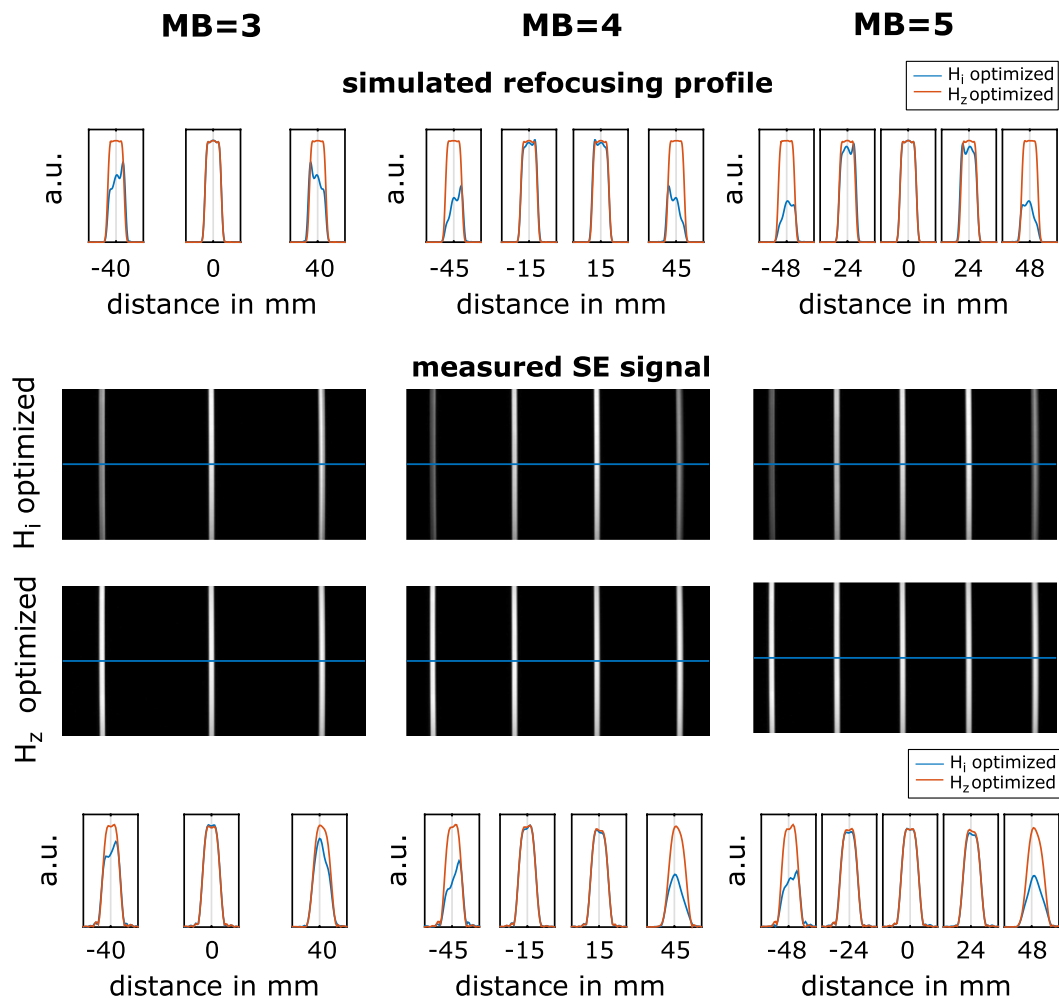 MB=3 MB=4 MB=5
simulated refocusing profile
Hi optimized
Hz optimized
a.u. a.u. a.u.
-40 0 40 -45 -15 15 45 -48 -24 0 24 48
distance in mm distance in mm distance in mm
measured SE signal
Hi optimized
Hz optimized
Hi optimized
Hz optimized
a.u. a.u. a.u.
-40 0 40 -45 -15 15 45 -48 -24 0 24 48
distance in mm distance in mm distance in mm